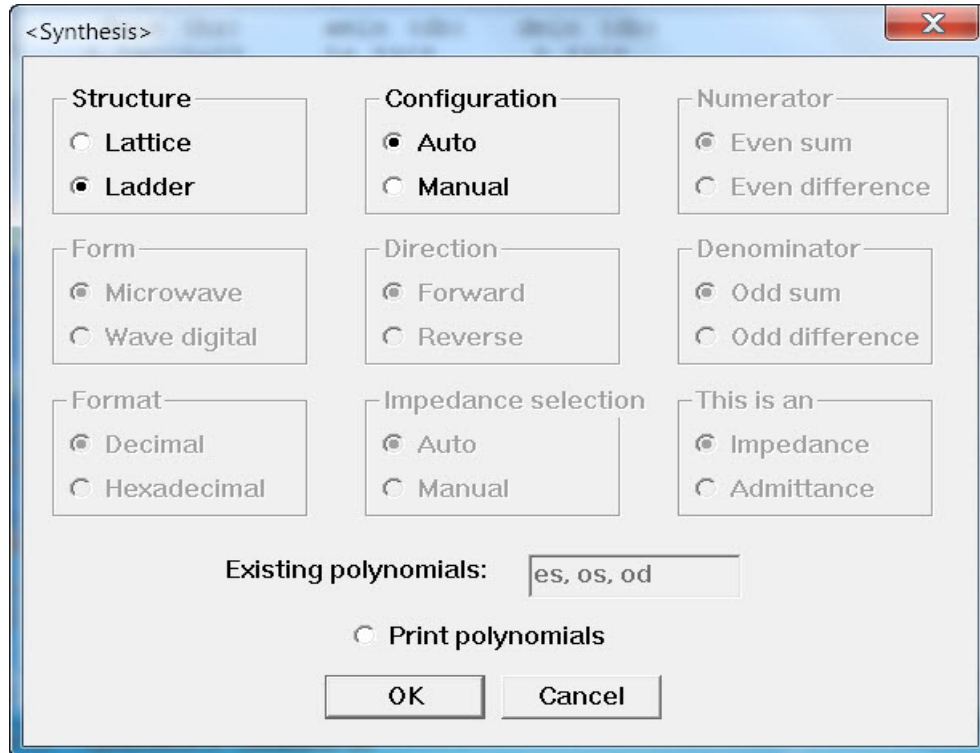 <Synthesis>
Structure
Lattice
Ladder
Configuration
Auto
Manual
Numerator
Even sum
Even difference
Form
Microwave
Wave digital
Direction
Forward
Reverse
Denominator
Odd sum
Odd difference
Format
Decimal
Hexadecimal
Impedance selection
Auto
Manual
This is an
Impedance
Admittance
Existing polynomials: es, os, od
Print polynomials
OK Cancel